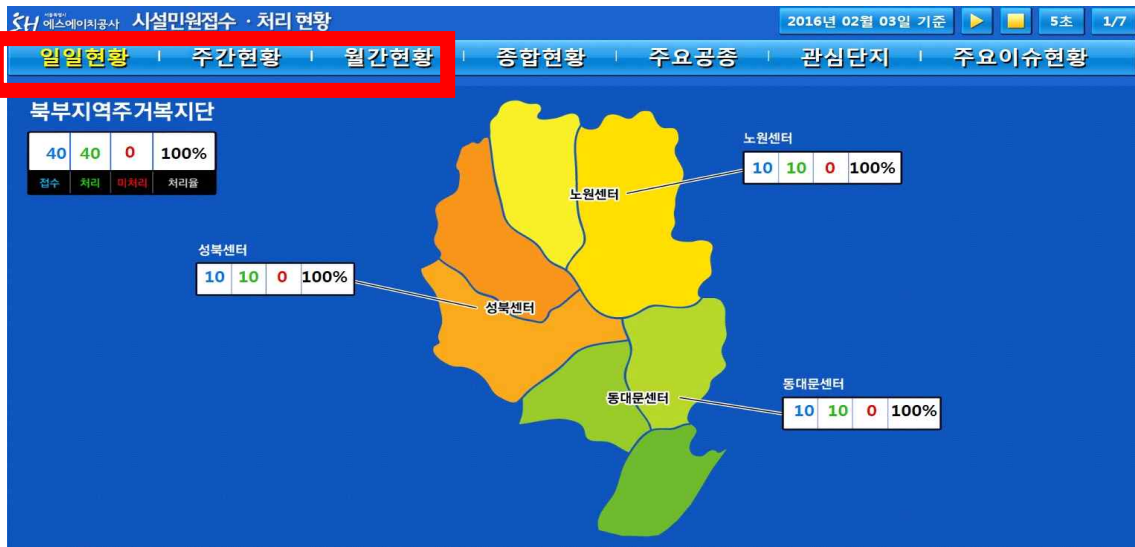 서울특별시
SH 에스에이치공사 시설민원접수 · 처리 현황 2016년 02월 03일 기준 5초 1/7
일일현황 주간현황 월간현황 종합현황 주요공종 관심단지 주요이슈현황
북부지역주거복지단
40 40 0 100%
접수 처리 미처리 처리율
노원센터
10 10 0 100%
노원센터
성북센터
10 10 0 100%
성북센터
동대문센터
10 10 0 100%
동대문센터